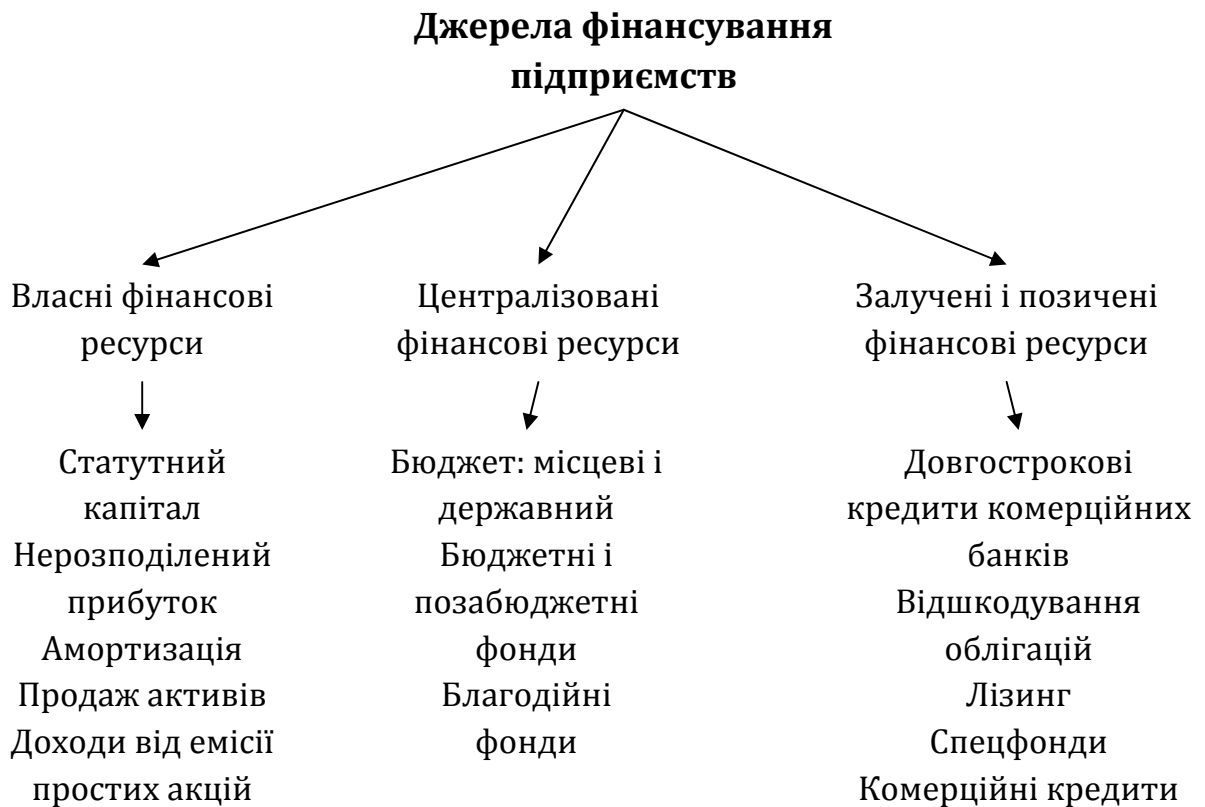 Джерела фінансування
підприємств
Власні фінансові
ресурси
Централізовані
фінансові ресурси
Залучені і позичені
фінансові ресурси
Статутний
капітал
Нерозподілений
прибуток
Амортизація
Продаж активів
Доходи від емісії
простих акцій
Бюджет: місцеві і
державний
Бюджетні і
позабюджетні
фонди
Благодійні
фонди
Довгострокові
кредити комерційних
банків
Відшкодування
облігацій
Лізинг
Спецфонди
Комерційні кредити